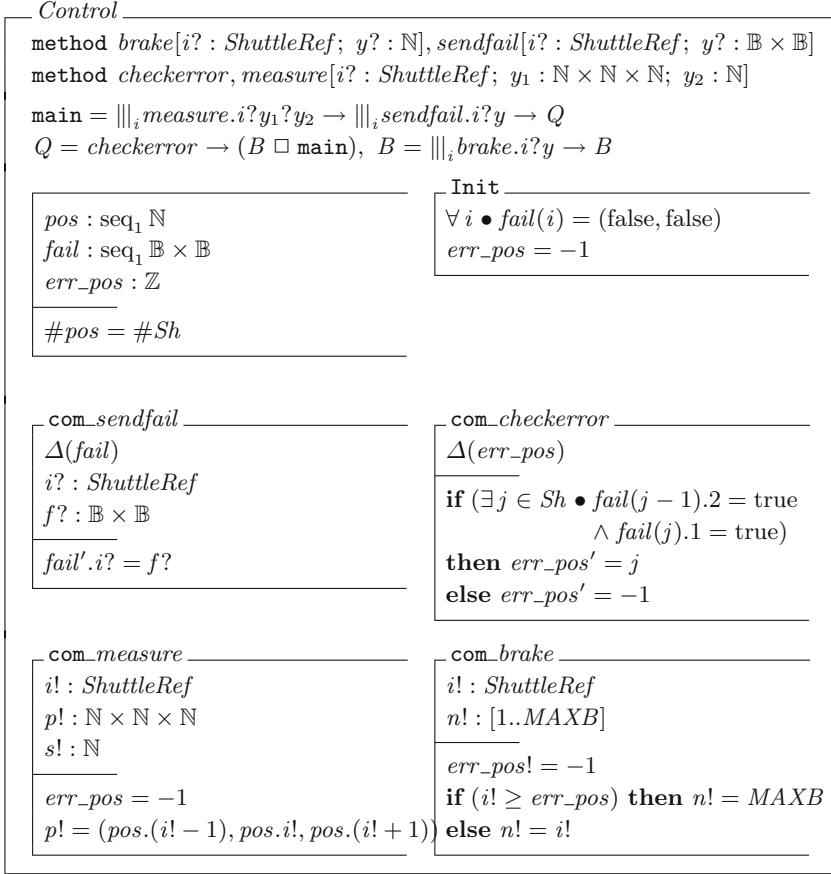 Control
method brake[i? : ShuttleRef; y? : ℕ], sendfail[i? : ShuttleRef; y? : 𝔹 × 𝔹]
method checkerror, measure[i? : ShuttleRef; y₁ : ℕ × ℕ × ℕ; y₂ : ℕ]
main = |||ᵢ measure.i?y₁?y₂ → |||ᵢ sendfail.i?y → Q
Q = checkerror → (B □ main), B = |||ᵢ brake.i?y → B
pos : seq₁ ℕ
fail : seq₁ 𝔹 × 𝔹
err_pos : ℤ
#pos = #Sh
Init
∀ i • fail(i) = (false, false)
err_pos = −1
com_sendfail
Δ(fail)
i? : ShuttleRef
f? : 𝔹 × 𝔹
fail′.i? = f?
com_checkerror
Δ(err_pos)
if (∃ j ∈ Sh • fail(j − 1).2 = true
∧ fail(j).1 = true)
then err_pos′ = j
else err_pos′ = −1
com_measure
i! : ShuttleRef
p! : ℕ × ℕ × ℕ
s! : ℕ
err_pos = −1
p! = (pos.(i! − 1), pos.i!, pos.(i! + 1))
com_brake
i! : ShuttleRef
n! : [1..MAXB]
err_pos! = −1
if (i! ≥ err_pos) then n! = MAXB
else n! = i!